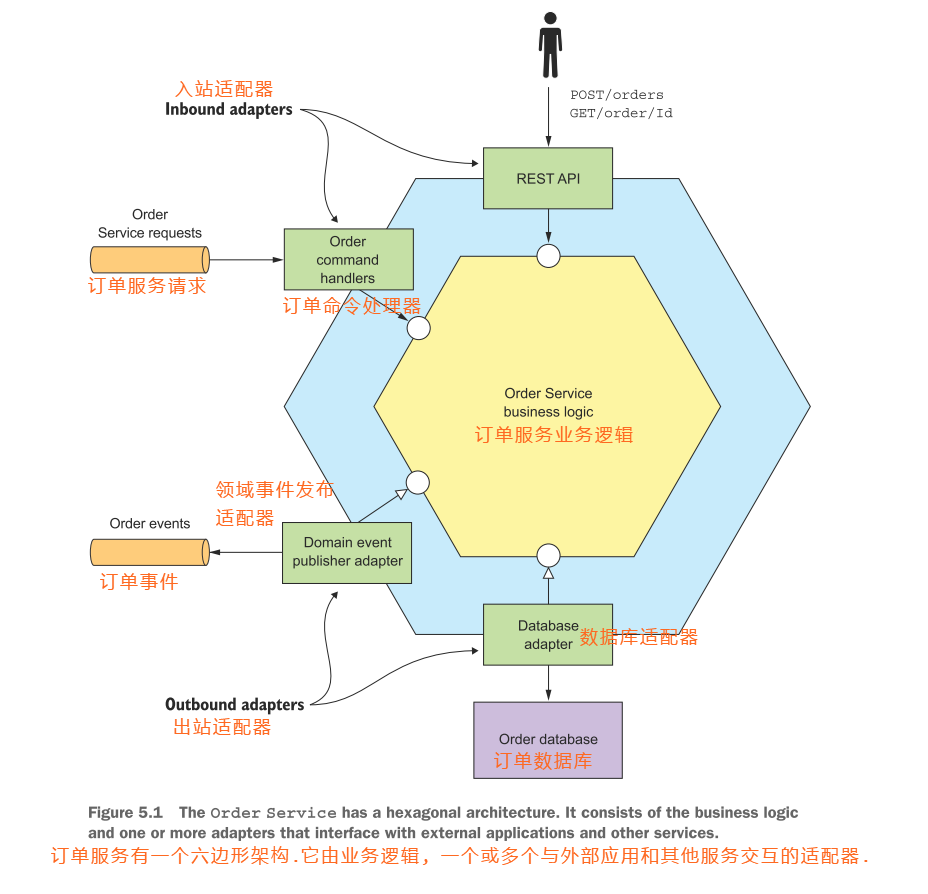 POST/orders
GET/order/Id
入站适配器
Inbound adapters
REST API
Order
Service requests
订单服务请求
Order
command
handlers
订单命令处理器
Order Service
business logic
订单服务业务逻辑
领域事件发布
适配器
Order events
订单事件
Domain event
publisher adapter
Database
adapter
数据库适配器
Outbound adapters
出站适配器
Order database
订单数据库
Figure 5.1 The Order Service has a hexagonal architecture. It consists of the business logic
and one or more adapters that interface with external applications and other services.
订单服务有一个六边形架构.它由业务逻辑, 一个或多个与外部应用和其他服务交互的适配器.